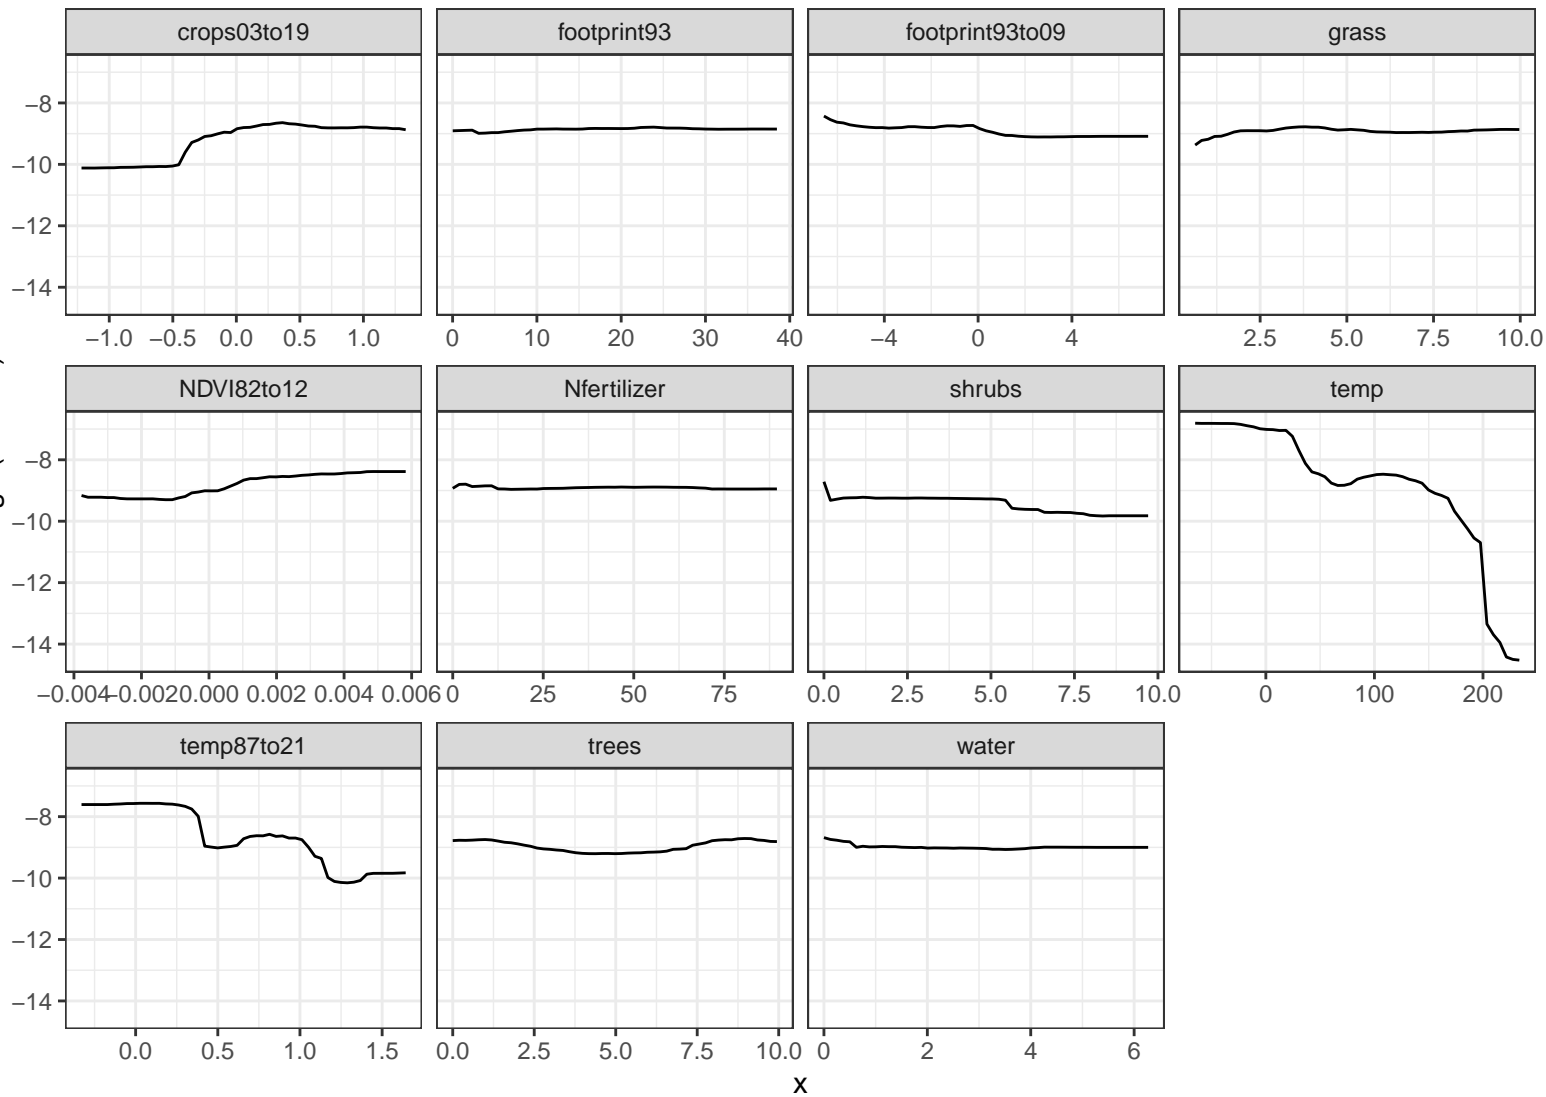 crops03to19 footprint93 footprint93to09 grass
−8
−10
−12
−14
−1.0 −0.5 0.0 0.5 1.0 0 10 20 30 40 −4 0 4 2.5 5.0 7.5 10.0
NDVI82to12 Nfertilizer shrubs temp
−8
−10
−12
−14
−0.004 −0.002 0.000 0.002 0.004 0.006 0 25 50 75 0.0 2.5 5.0 7.5 10.0 0 100 200
temp87to21 trees water
−8
−10
−12
−14
0.0 0.5 1.0 1.5 0.0 2.5 5.0 7.5 10.0 0 2 4 6
x